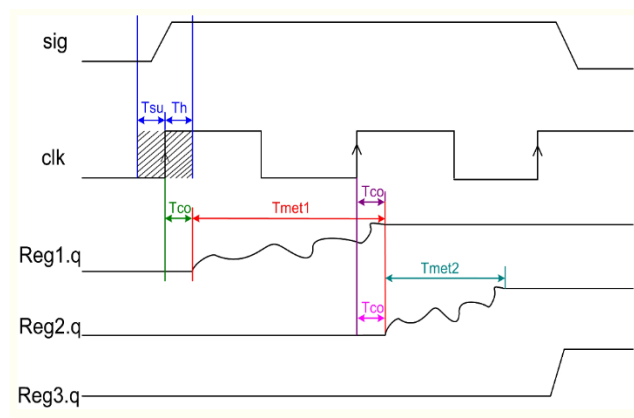 sig
Tsu Th
clk
Tco Tmet1 Tco
Reg1.q
Tmet2
Tco
Reg2.q
Reg3.q